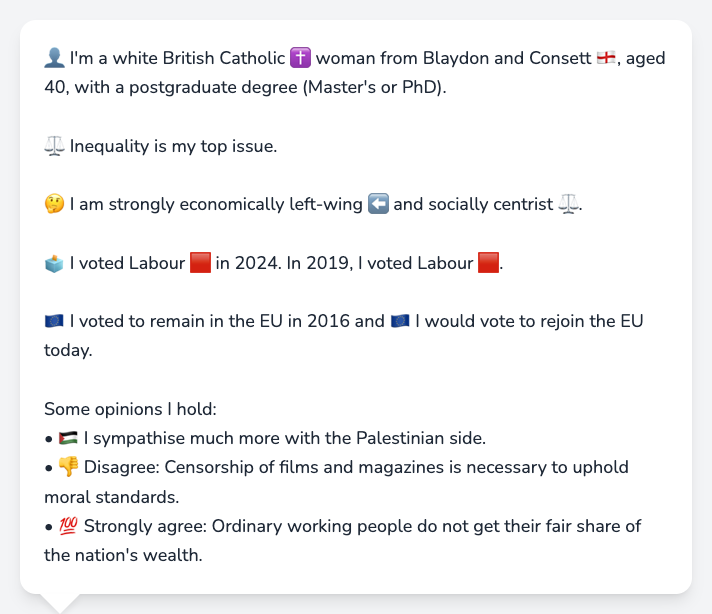 👤 I'm a white British Catholic ✝️ woman from Blaydon and Consett 🏴󠁧󠁢󠁥󠁮󠁧󠁿, aged
40, with a postgraduate degree (Master's or PhD).
⚖️ Inequality is my top issue.
🤔 I am strongly economically left-wing ⬅️ and socially centrist ⚖️.
🗳️ I voted Labour 🟥 in 2024. In 2019, I voted Labour 🟥.
🇪🇺 I voted to remain in the EU in 2016 and 🇪🇺 I would vote to rejoin the EU
today.
Some opinions I hold:
• 🇵🇸 I sympathise much more with the Palestinian side.
• 👎 Disagree: Censorship of films and magazines is necessary to uphold
moral standards.
• 💯 Strongly agree: Ordinary working people do not get their fair share of
the nation's wealth.